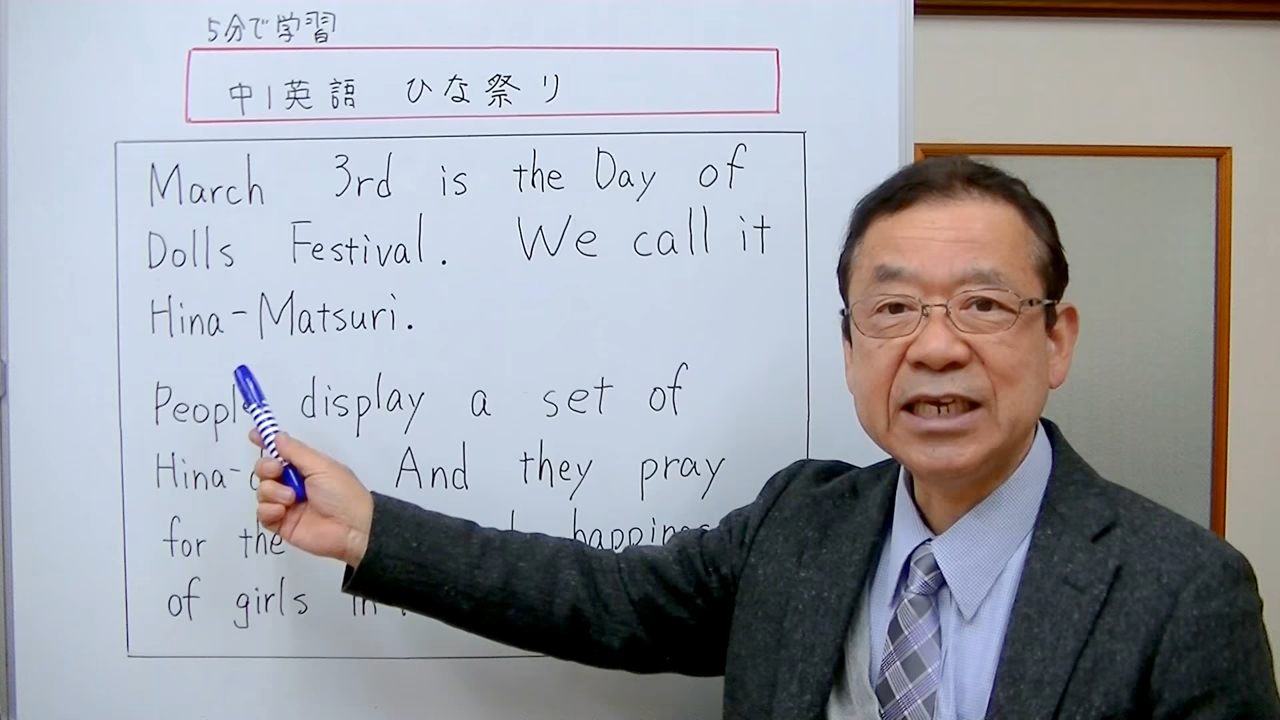 5分で学習
中1英語 ひな祭り
March 3rd is the Day of
Dolls Festival. We call it
Hina-Matsuri.
display a set of
Hina- And they pray
for the
of girls in